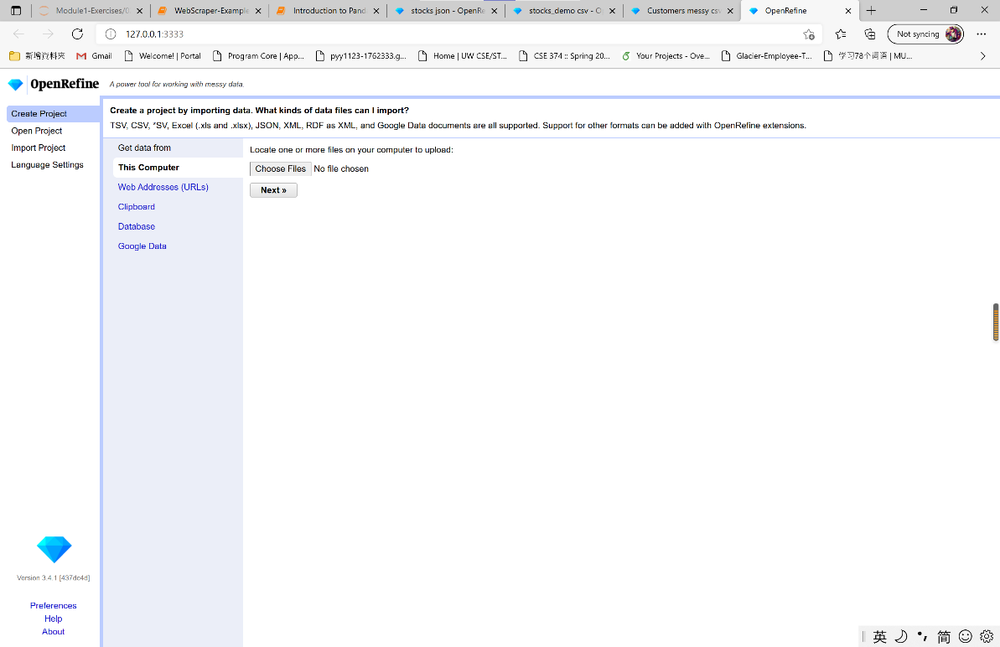 Module1-Exercises/0
WebScraper-Example
Introduction to Pand
stocks json - OpenRe
stocks_demo csv - O
Customers messy csv
OpenRefine
127.0.0.1:3333
Not syncing
新增資料夾
Gmail
Welcome! | Portal
Program Core | App...
pyy1123-1762333.g...
Home | UW CSE/ST...
CSE 374 :: Spring 20...
Your Projects - Ove...
Glacier-Employee-T...
学习78个词语 | MU...
OpenRefine A power tool for working with messy data.
Create Project
Open Project
Import Project
Language Settings
Create a project by importing data. What kinds of data files can I import?
TSV, CSV, *SV, Excel (.xls and .xlsx), JSON, XML, RDF as XML, and Google Data documents are all supported. Support for other formats can be added with OpenRefine extensions.
Get data from
This Computer
Web Addresses (URLs)
Clipboard
Database
Google Data
Locate one or more files on your computer to upload:
Choose Files No file chosen
Next »
Version 3.4.1 [437dc4d]
Preferences
Help
About
英
简